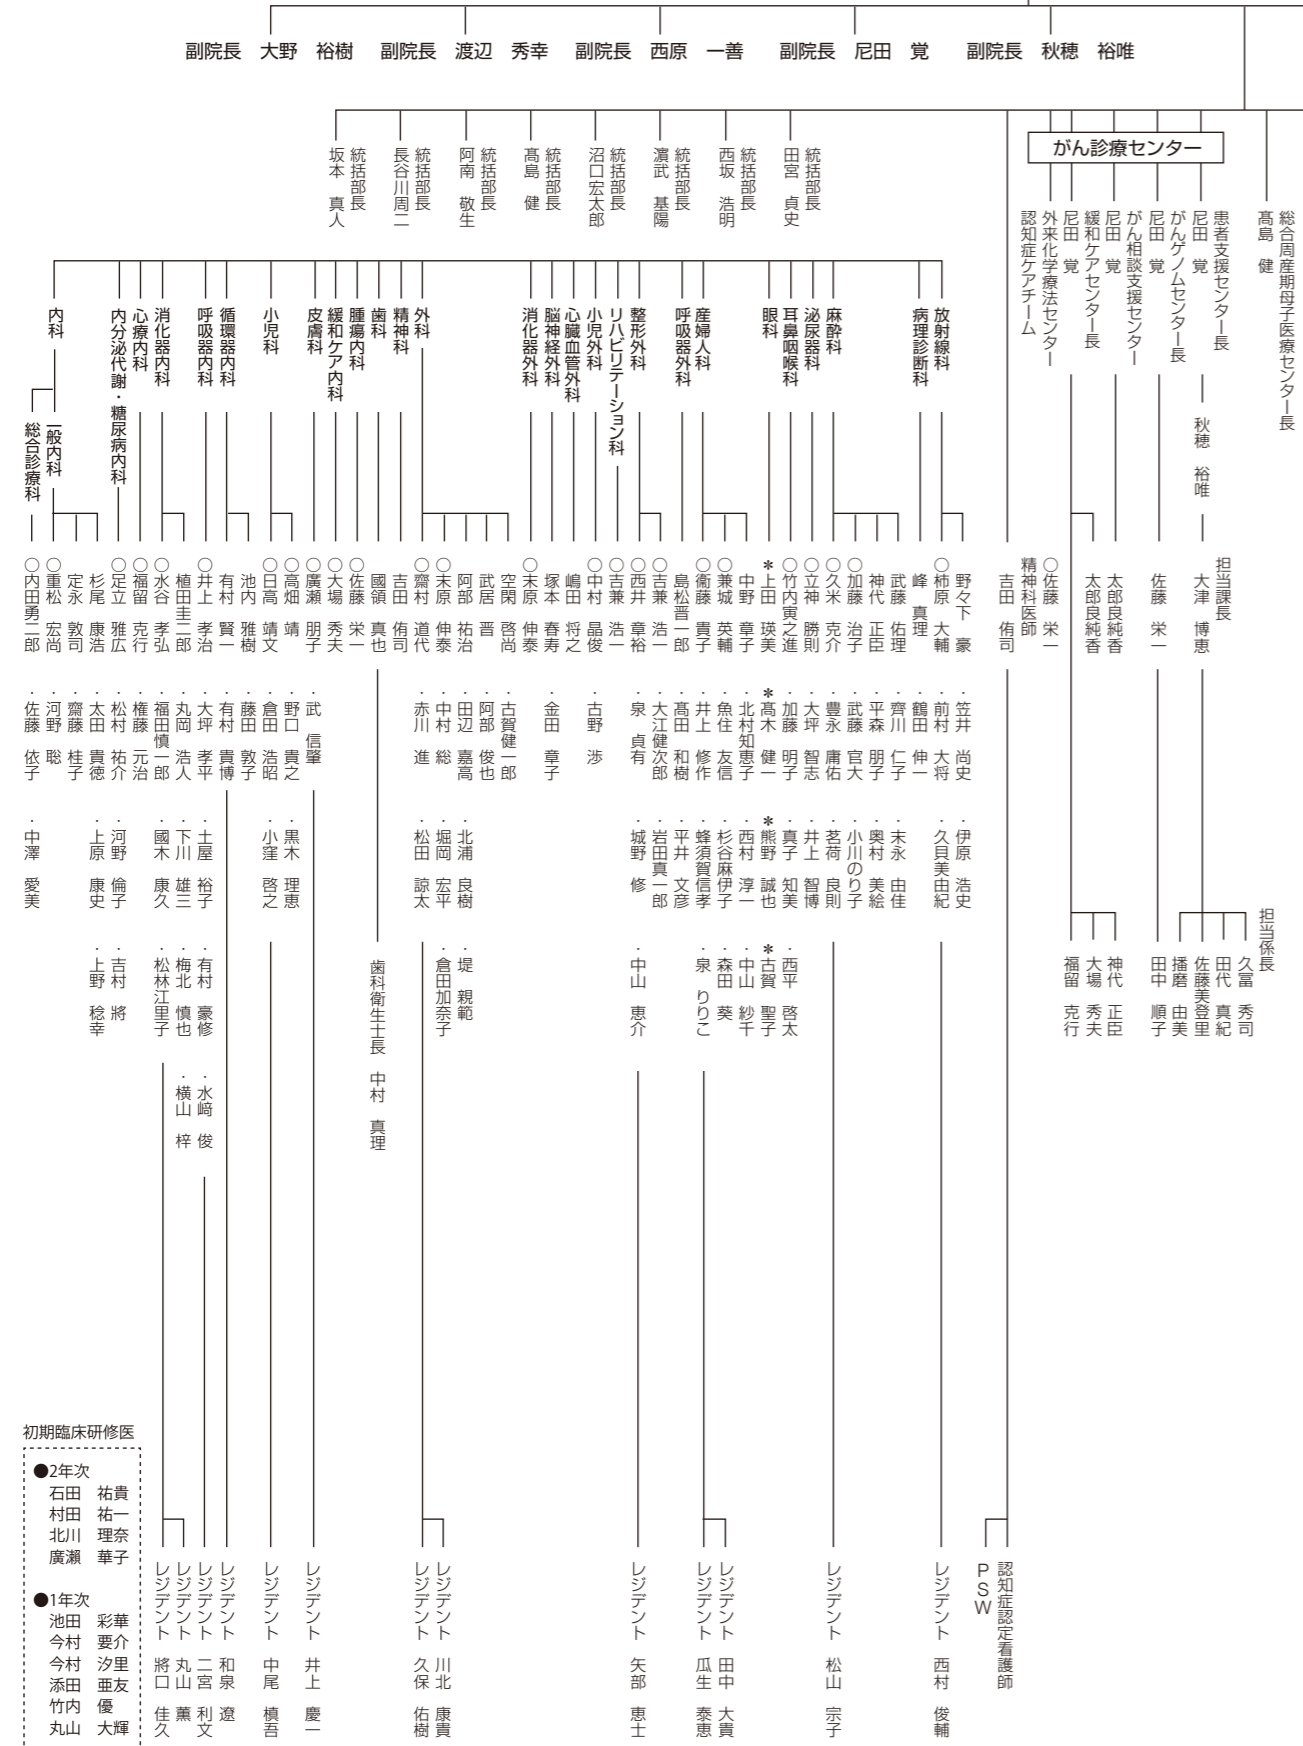 副院長　大野　裕樹　副院長　渡辺　秀幸　副院長　西原　一善　副院長　尼田　覚　副院長　秋穂　裕唯
総合周産期母子医療センター長
髙島　健
がん診療センター
患者支援センター長
尼田　覚
がんゲノムセンター長
尼田　覚
がん相談支援センター
尼田　覚
緩和ケアセンター長
尼田　覚
外来化学療法センター
認知症ケアチーム
統括部長
田宮　貞史
統括部長
西坂　浩明
統括部長
濵武　基陽
統括部長
沼口宏太郎
統括部長
髙島　健
統括部長
阿南　敬生
統括部長
長谷川周二
統括部長
坂本　真人
秋穂　裕唯
担当課長
大津　博恵
佐藤　栄一
太郎良純香
太郎良純香
○佐藤　栄一
精神科医師
吉田　侑司
担当係長
久冨　秀司
田代　真紀
佐藤美登里
播磨　由美
田中　順子
神代　正臣
大場　秀夫
福留　克行
認知症認定看護師
PSW
放射線科
病理診断科
麻酔科
泌尿器科
耳鼻咽喉科
眼科
産婦人科
呼吸器外科
整形外科
リハビリテーション科
小児外科
心臓血管外科
脳神経外科
消化器外科
外科
精神科
歯科
腫瘍内科
緩和ケア内科
皮膚科
小児科
循環器内科
呼吸器内科
消化器内科
心療内科
内分泌代謝・糖尿病内科
内科
一般内科
総合診療科
野々下　豪　・笠井　尚史　・伊原　浩史
○柿原　大輔　・前村　大将　・久貝美由紀
レジデント　西村　俊輔
峰　真理　・鶴田　伸一
武藤　佑理　・齊川　仁子　・末永　由佳
神代　正臣　・平森　朋子　・奥村　美絵
○加藤　治子　・武藤　官大　・小川のり子
○久米　克介　・豊永　庸佑　・茗荷　良則
レジデント　松山　宗子
○立神　勝則　・大坪　智志　・井上　智博
○竹内寅之進　・加藤　明子　・真子　知美　・西平　啓太
＊上田　瑛美　＊髙木　健一　＊熊野　誠也　＊古賀　聖子
中野　章子　・北村知恵子　・西村　淳一　・中山　紗千
○兼城　英輔　・魚住　友信　・杉谷麻伊子　・森田　葵
レジデント　田中　大貴
○衞藤　貴子　・井上　修作　・蜂須賀信孝　・泉　りりこ
レジデント　瓜生　泰恵
島松晋一郎　・髙田　和樹　・平井　文彦
○吉兼　浩一　・大江健次郎　・岩田真一郎
○西井　章裕　・泉　貞有　・城野　修　・中山　恵介
レジデント　矢部　恵士
○吉兼　浩一
○中村　晶俊　・古野　渉
嶋田　将之
塚本　春寿　・金田　章子
○末原　伸泰
空閑　啓尚　・古賀健一郎
武居　晋　・阿部　俊也
阿部　祐治　・田辺　嘉高　・北浦　良樹　・堤　親範
○末原　伸泰　・中村　聡　・堀岡　宏平　・倉田加奈子
レジデント　川北　康貴
○齋村　道代　・赤川　進　・松田　諒太
レジデント　久保　佑樹
吉田　侑司
國領　真也
歯科衛生士長　中村　真理
○佐藤　栄一
○大場　秀夫
○廣瀬　朋子　・武　信肇
レジデント　井上　慶一
○高畑　靖　・野口　貴之　・黒木　理恵
○日高　靖文　・倉田　浩昭　・小窪　啓之
レジデント　中尾　槙吾
池内　雅樹　・藤田　敦子
有村　賢一　・有村　貴博
レジデント　和泉　遼
○井上　孝治　・大坪　孝平　・土屋　裕子　・有村　豪修　・水﨑　俊
レジデント　二宮　利文
植田圭二郎　・丸岡　浩人　・下川　雄三　・梅北　慎也　・横山　梓
レジデント　丸山　薫
○水谷　孝弘　・福田慎一郎　・國木　康久　・松林江里子
レジデント　將口　佳久
○福留　克行　・権藤　元治
○足立　雅広　・松村　祐介　・河野　倫子　・吉村　將
杉尾　康浩　・太田　貴徳　・上原　康史　・上野　稔幸
定永　敦司　・齋藤　桂子
○重松　宏尚　・河野　聡
○内田勇二郎　・佐藤　依子　・中澤　愛美
初期臨床研修医
●2年次
石田　祐貴
村田　祐一
北川　理奈
廣瀬　華子
●1年次
池田　彩華
今村　要介
今村　汐里
添田　亜友
竹内　優
丸山　大輝